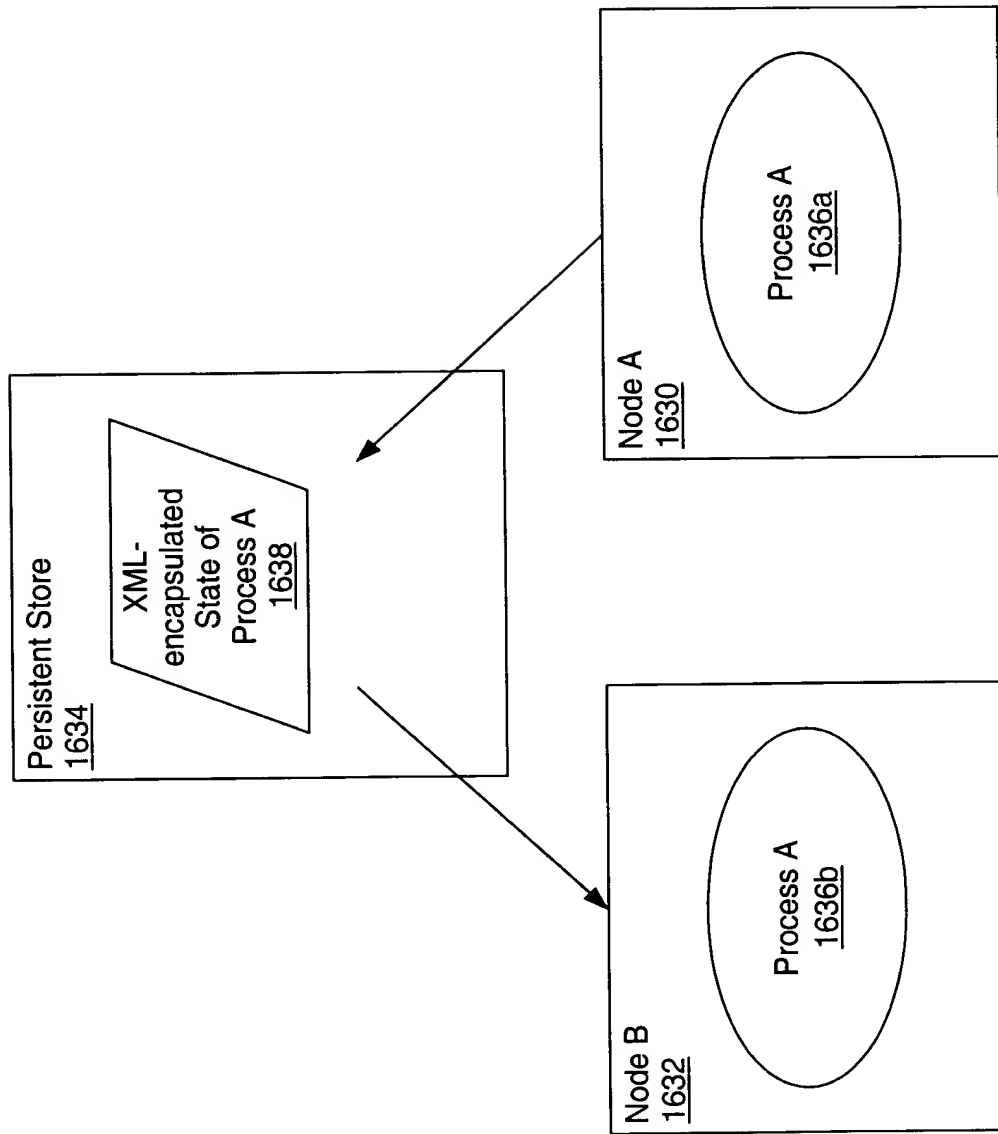 Persistent Store
1634
XML-
encapsulated
State of
Process A
1638
Node B
1632
Process A
1636b
Node A
1630
Process A
1636a